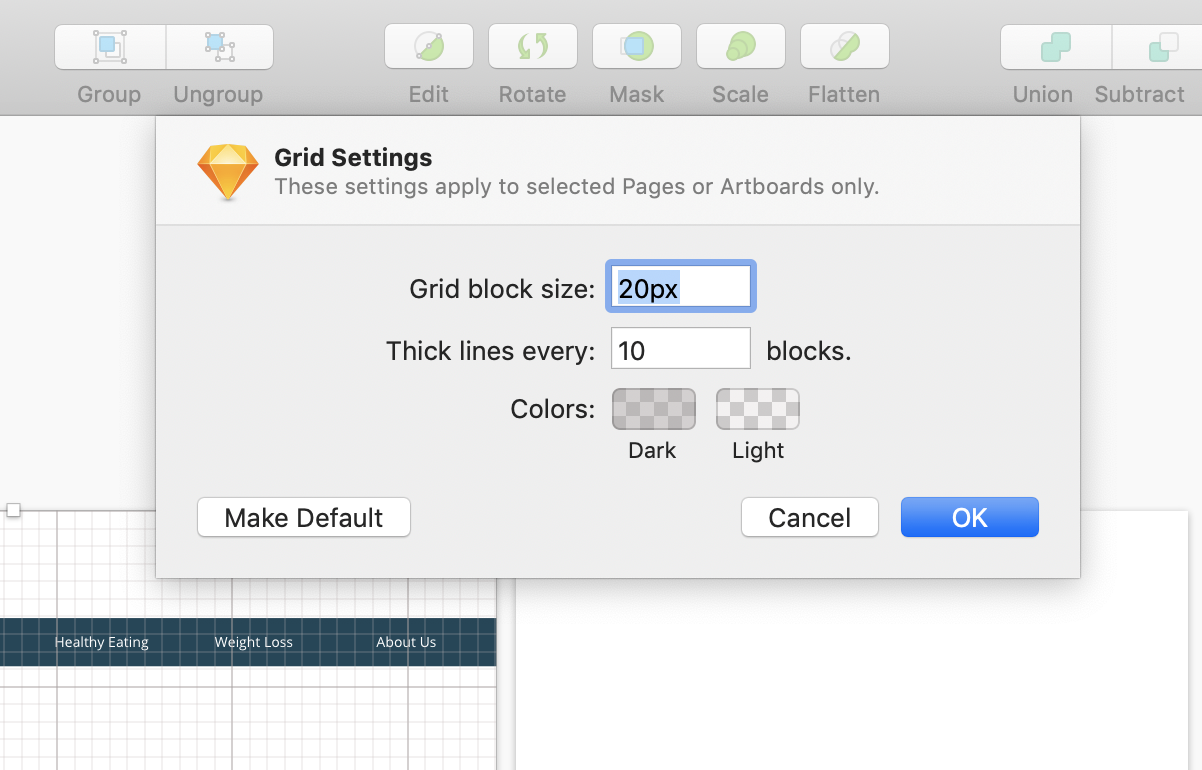 Group Ungroup Edit Rotate Mask Scale Flatten Union Subtract
Grid Settings
These settings apply to selected Pages or Artboards only.
Grid block size: 20px
Thick lines every: 10 blocks.
Colors:
Dark Light
Make Default Cancel OK
Healthy Eating Weight Loss About Us